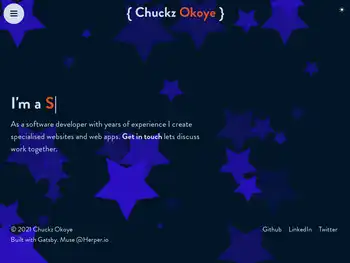 { Chuckz Okoye }
I'm a S
As a software developer with years of experience I create
specialised websites and web apps. Get in touch lets discuss
work together.
© 2021 Chuckz Okoye
Github LinkedIn Twitter
Built with Gatsby. Muse @Herper.io